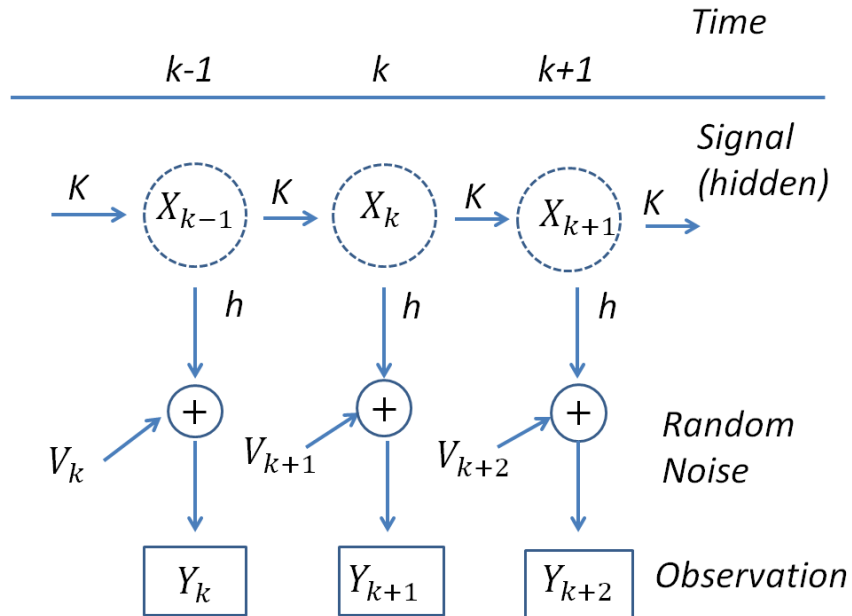 Time
k-1 k k+1
Signal
(hidden)
K X_{k-1} K X_k K X_{k+1} K
h h h
+ + +
V_k V_{k+1} V_{k+2} Random
Noise
Y_k Y_{k+1} Y_{k+2} Observation